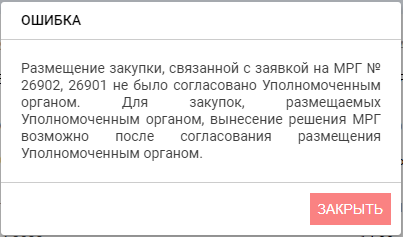 ОШИБКА
Размещение закупки, связанной с заявкой на МРГ №
26902, 26901 не было согласовано Уполномоченным
органом. Для закупок, размещаемых
Уполномоченным органом, вынесение решения МРГ
возможно после согласования размещения
Уполномоченным органом.
ЗАКРЫТЬ